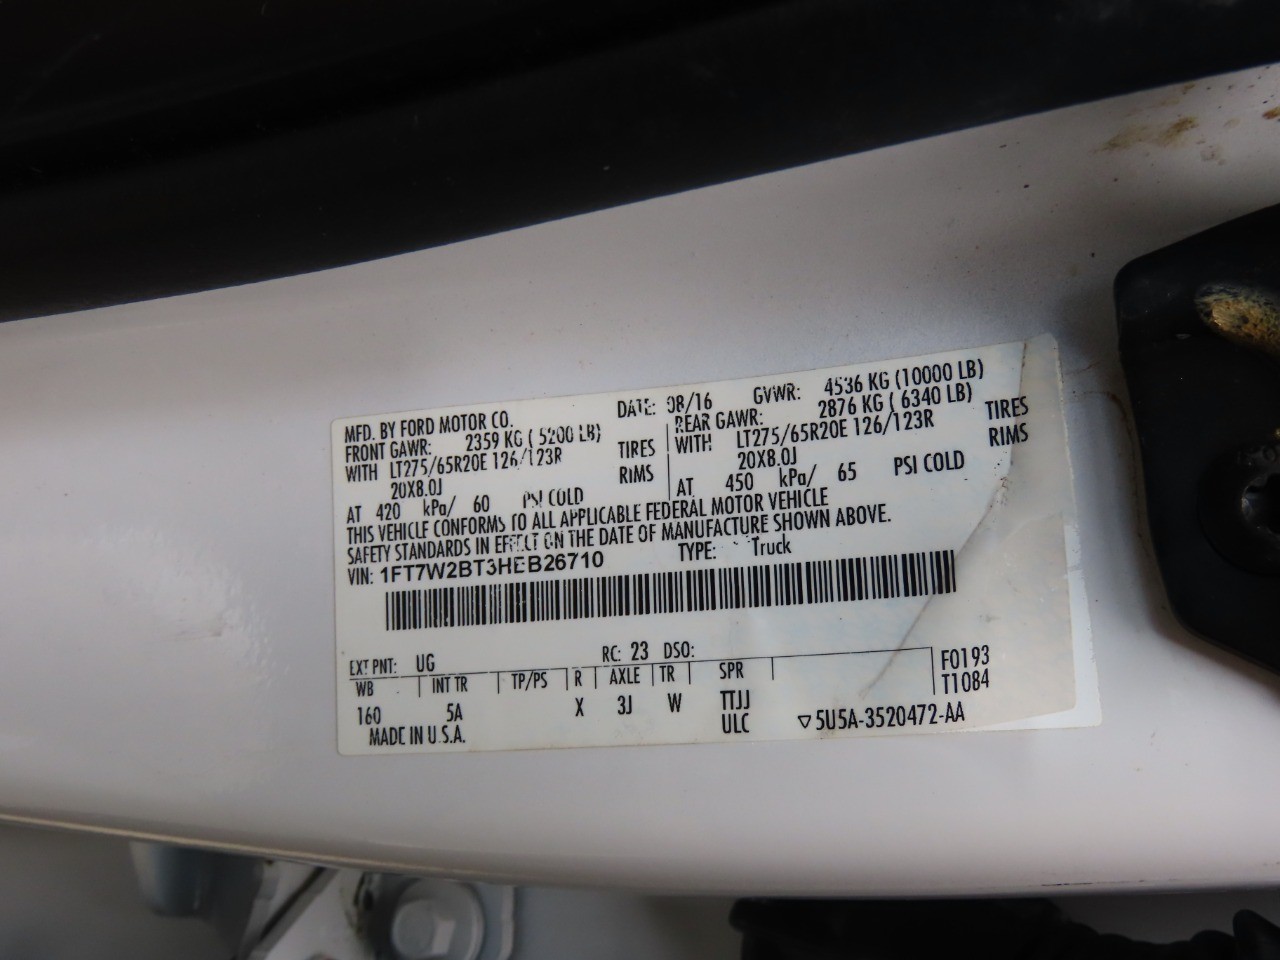 MFD. BY FORD MOTOR CO. DATE: 08/16 GVWR: 4536 KG (10000 LB)
FRONT GAWR: 2359 KG ( 5200 LB) REAR GAWR: 2876 KG ( 6340 LB)
WITH LT275/65R20E 126/123R TIRES WITH LT275/65R20E 126/123R TIRES
20X8.0J RIMS 20X8.0J RIMS
AT 420 kPa/ 60 PSI COLD AT 450 kPa/ 65 PSI COLD
THIS VEHICLE CONFORMS TO ALL APPLICABLE FEDERAL MOTOR VEHICLE
SAFETY STANDARDS IN EFFECT ON THE DATE OF MANUFACTURE SHOWN ABOVE.
VIN: 1FT7W2BT3HEB26710 TYPE: Truck
EXT PNT: UG RC: 23 DSO:
WB INT TR TP/PS R AXLE TR SPR F0193
160 5A X 3J W TTJJ T1084
MADE IN U.S.A. ULC ▽5U5A-3520472-AA